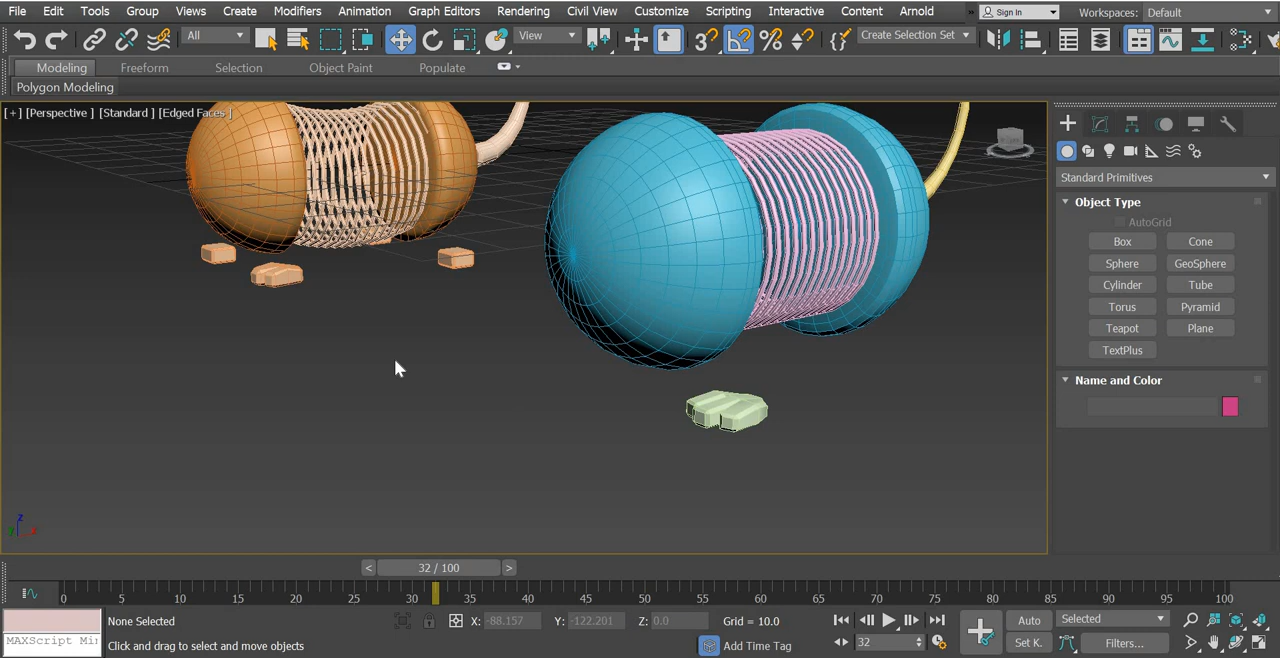 File Edit Tools Group Views Create Modifiers Animation Graph Editors Rendering Civil View Customize Scripting Interactive Content Arnold Sign In Workspaces: Default
All View Create Selection Set
Modeling Freeform Selection Object Paint Populate
Polygon Modeling
[+] [Perspective ] [Standard ] [Edged Faces ]
Standard Primitives
Object Type
AutoGrid
Box Cone
Sphere GeoSphere
Cylinder Tube
Torus Pyramid
Teapot Plane
TextPlus
Name and Color
z
y x
< 32 / 100 >
0 5 10 15 20 25 30 35 40 45 50 55 60 65 70 75 80 85 90 95 100
None Selected X: -88.157 Y: -122.201 Z: 0.0 Grid = 10.0 Auto Selected
MAXScript Mi
Click and drag to select and move objects Add Time Tag 32 Set K. Filters...